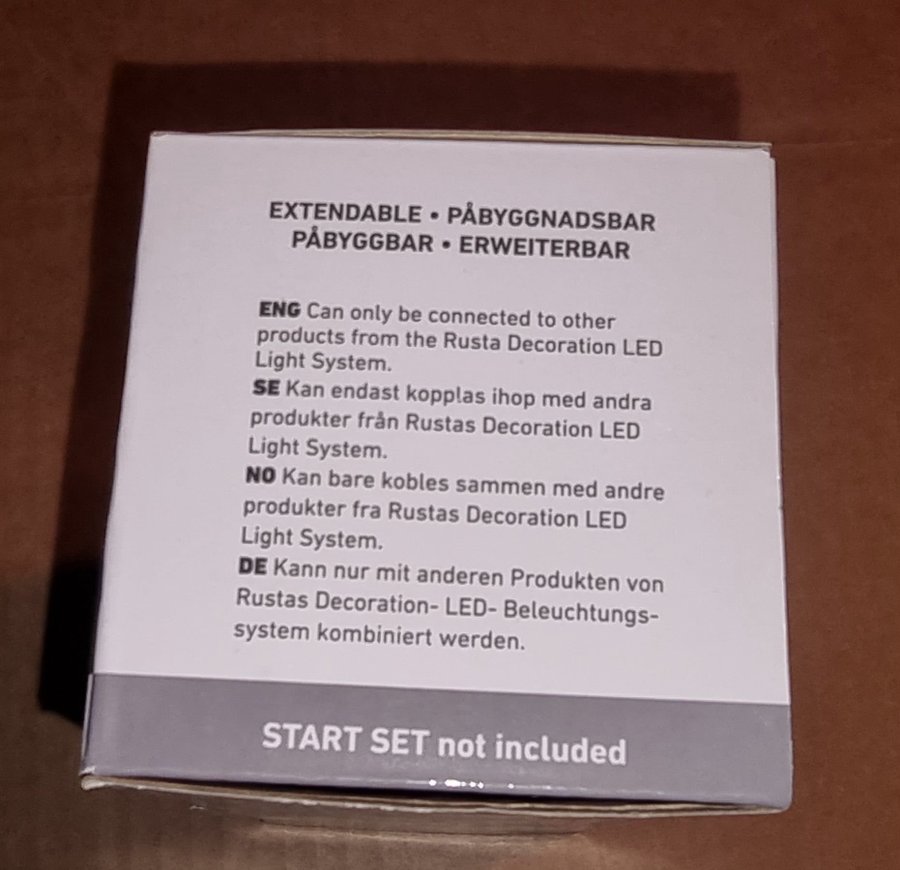 EXTENDABLE • PÅBYGGNADSBAR
PÅBYGGBAR • ERWEITERBAR
ENG Can only be connected to other
products from the Rusta Decoration LED
Light System.
SE Kan endast kopplas ihop med andra
produkter från Rustas Decoration LED
Light System.
NO Kan bare kobles sammen med andre
produkter fra Rustas Decoration LED
Light System.
DE Kann nur mit anderen Produkten von
Rustas Decoration- LED- Beleuchtungs-
system kombiniert werden.
START SET not included